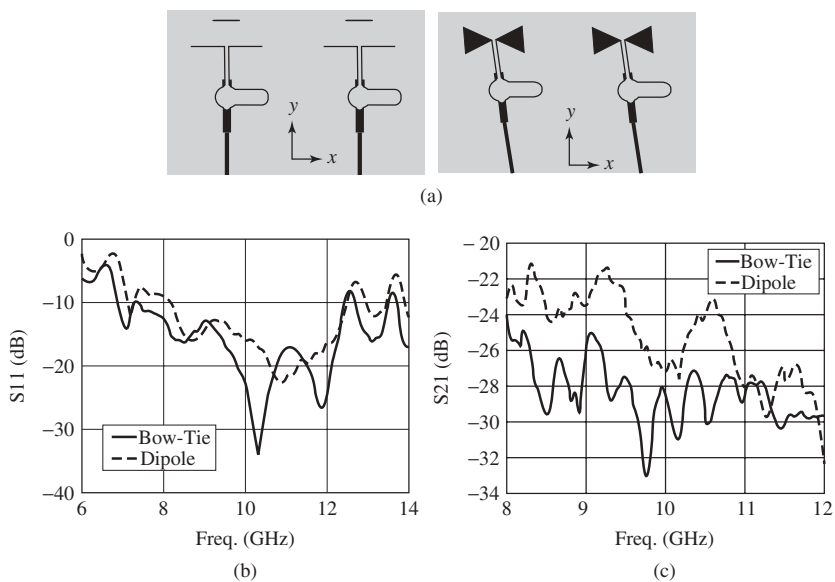 y
x
y
x
(a)
0
−10
−20
−30
−40
S11 (dB)
Bow-Tie
Dipole
6
8
10
12
14
Freq. (GHz)
(b)
− 20
−22
−24
−26
−28
−30
−32
−34
S21 (dB)
Bow-Tie
Dipole
8
9
10
11
12
Freq. (GHz)
(c)